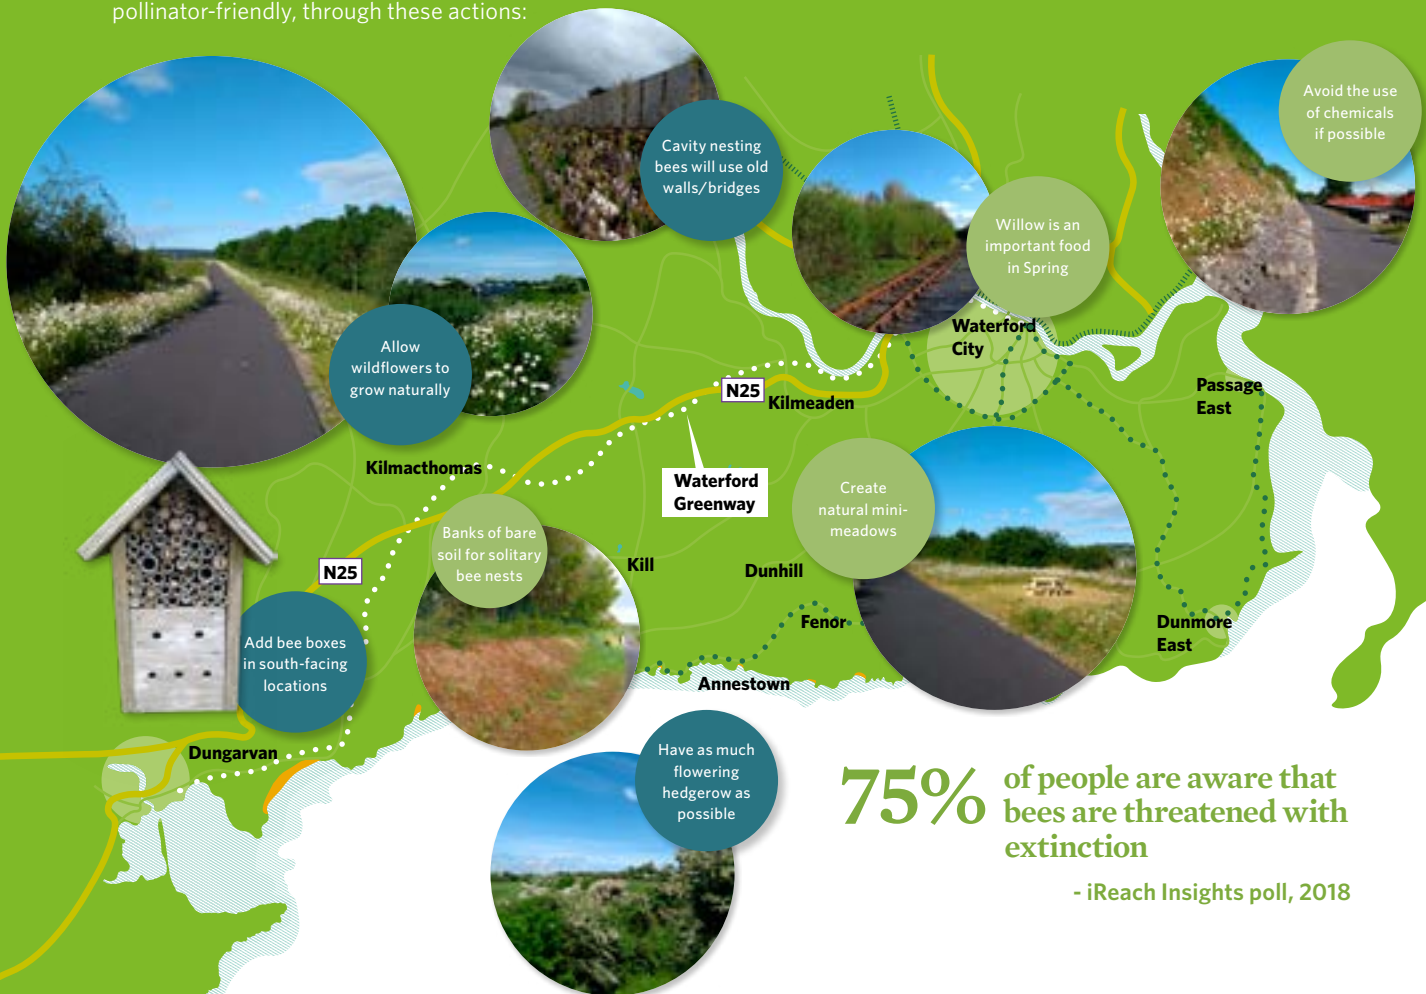 pollinator-friendly, through these actions:
Avoid the use
of chemicals
if possible
Cavity nesting
bees will use old
walls/bridges
Willow is an
important food
in Spring
Allow
wildflowers to
grow naturally
Waterford
City
Passage
East
N25
Kilmeaden
Kilmacthomas
Waterford
Greenway
Create
natural mini-
meadows
Banks of bare
soil for solitary
bee nests
N25
Kill
Dunhill
Fenor
Dunmore
East
Add bee boxes
in south-facing
locations
Annestown
Dungarvan
Have as much
flowering
hedgerow as
possible
75%
of people are aware that
bees are threatened with
extinction
- iReach Insights poll, 2018